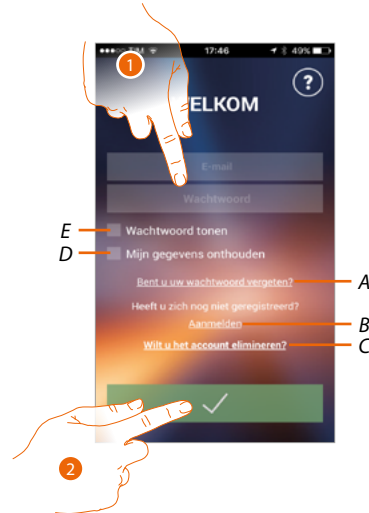 17:46
49%
1
?
ELKOM
E-mail
Wachtwoord
E
Wachtwoord tonen
D
Mijn gegevens onthouden
Bent u uw wachtwoord vergeten?
A
Heeft u zich nog niet geregistreerd?
Aanmelden
B
Wilt u het account elimineren?
C
2